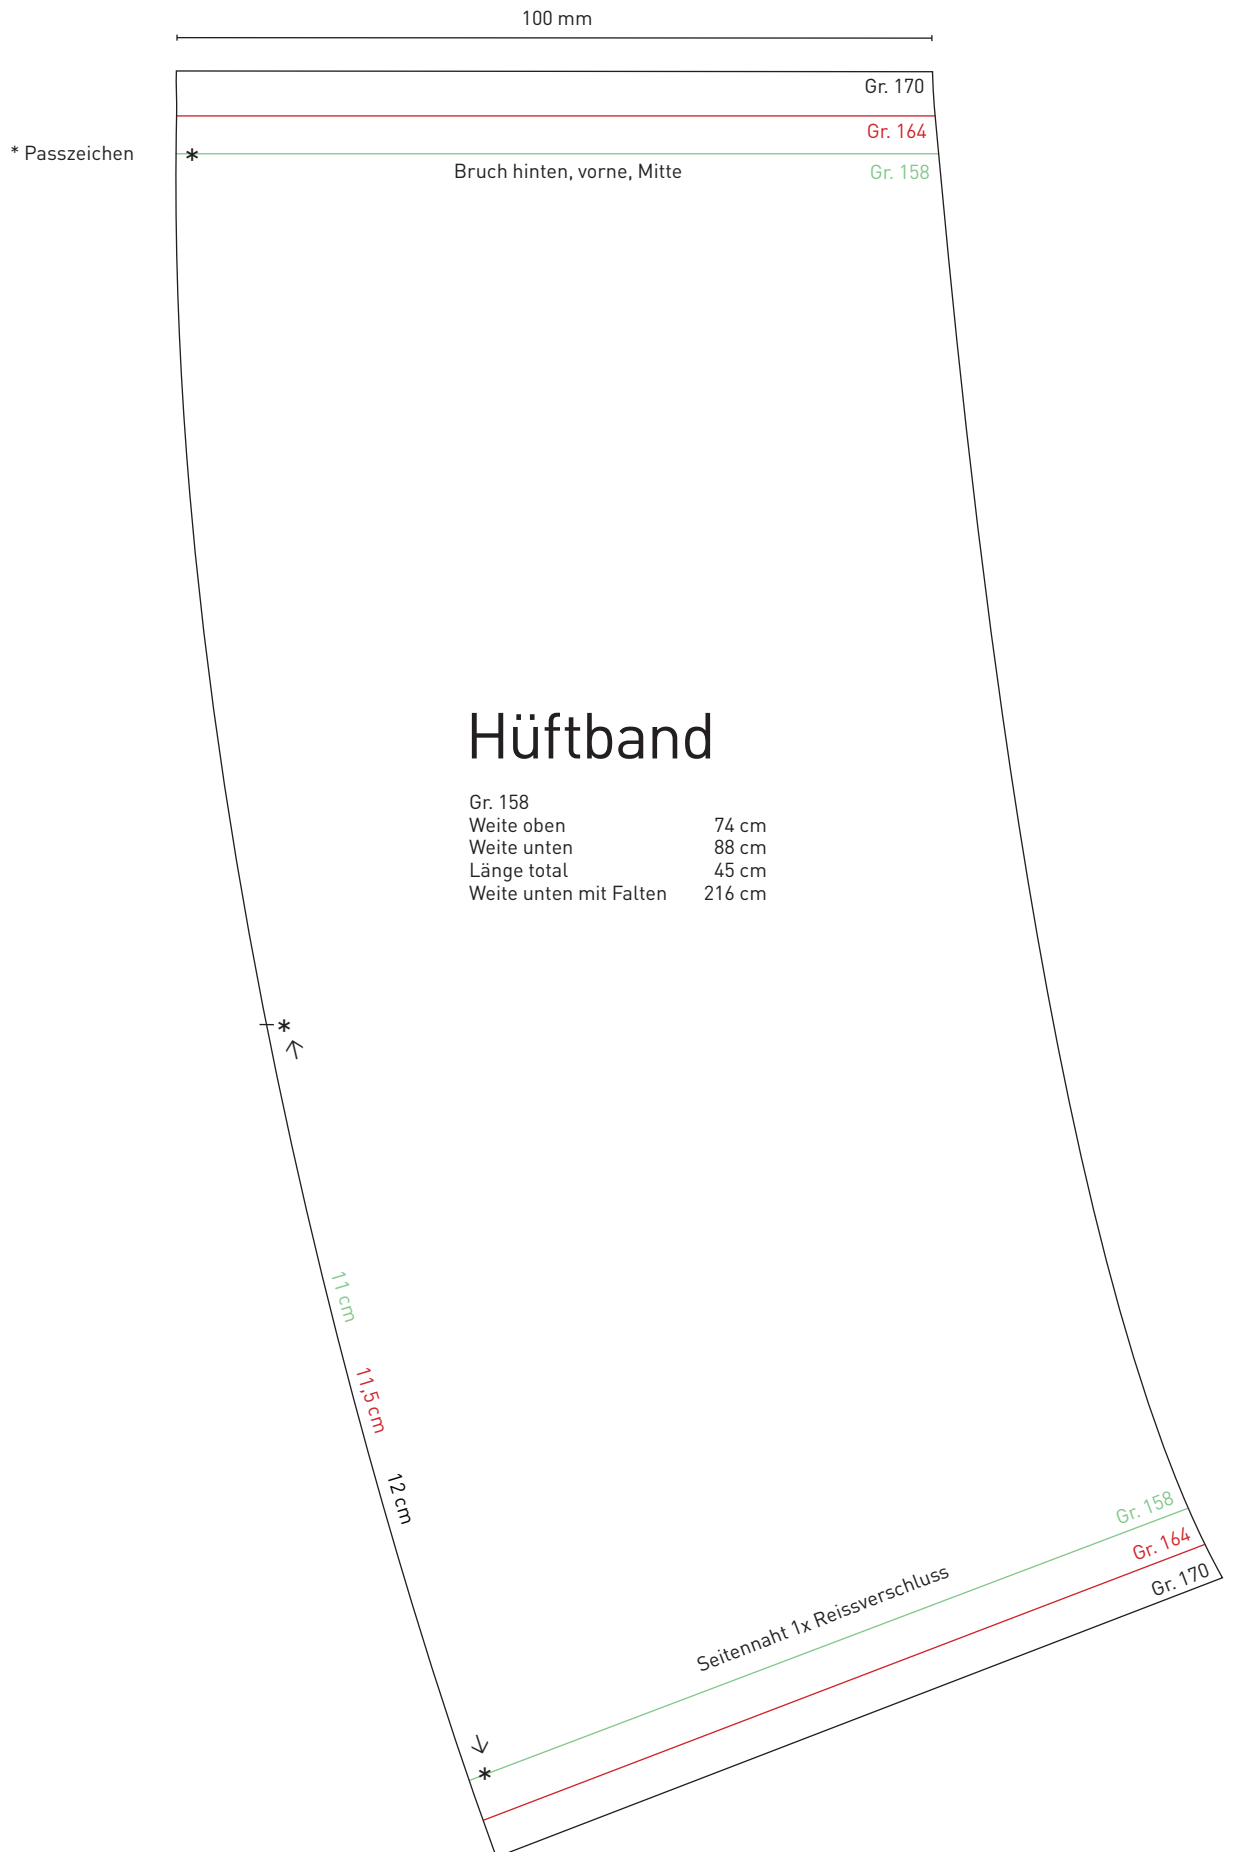 100 mm
Gr. 170
Gr. 164
* Passzeichen
*
Bruch hinten, vorne, Mitte
Gr. 158
Hüftband
Gr. 158
Weite oben 74 cm
Weite unten 88 cm
Länge total 45 cm
Weite unten mit Falten 216 cm
*
11 cm
11,5 cm
12 cm
Gr. 158
Gr. 164
Gr. 170
Seitennaht 1x Reissverschluss
*